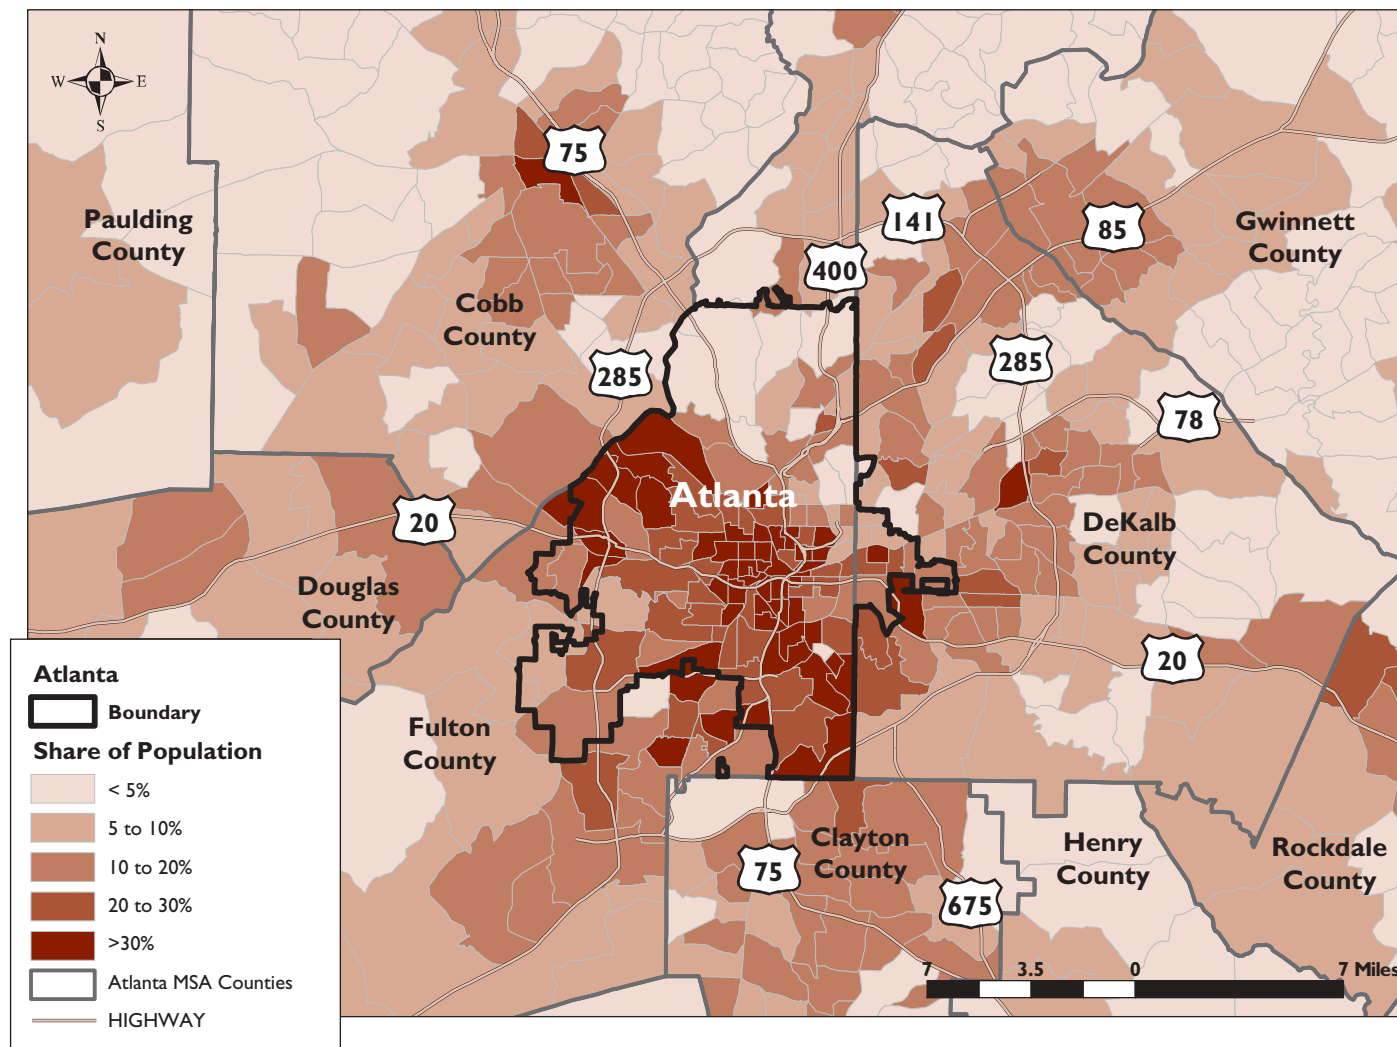 N
W E
S
75
Paulding
County
141
85
Gwinnett
County
400
Cobb
County
285
285
78
Atlanta
20
DeKalb
County
Douglas
County
20
Fulton
County
Clayton
County
Henry
County
Rockdale
County
75
675
7 3.5 0 7 Miles
Atlanta
Boundary
Share of Population
< 5%
5 to 10%
10 to 20%
20 to 30%
>30%
Atlanta MSA Counties
HIGHWAY